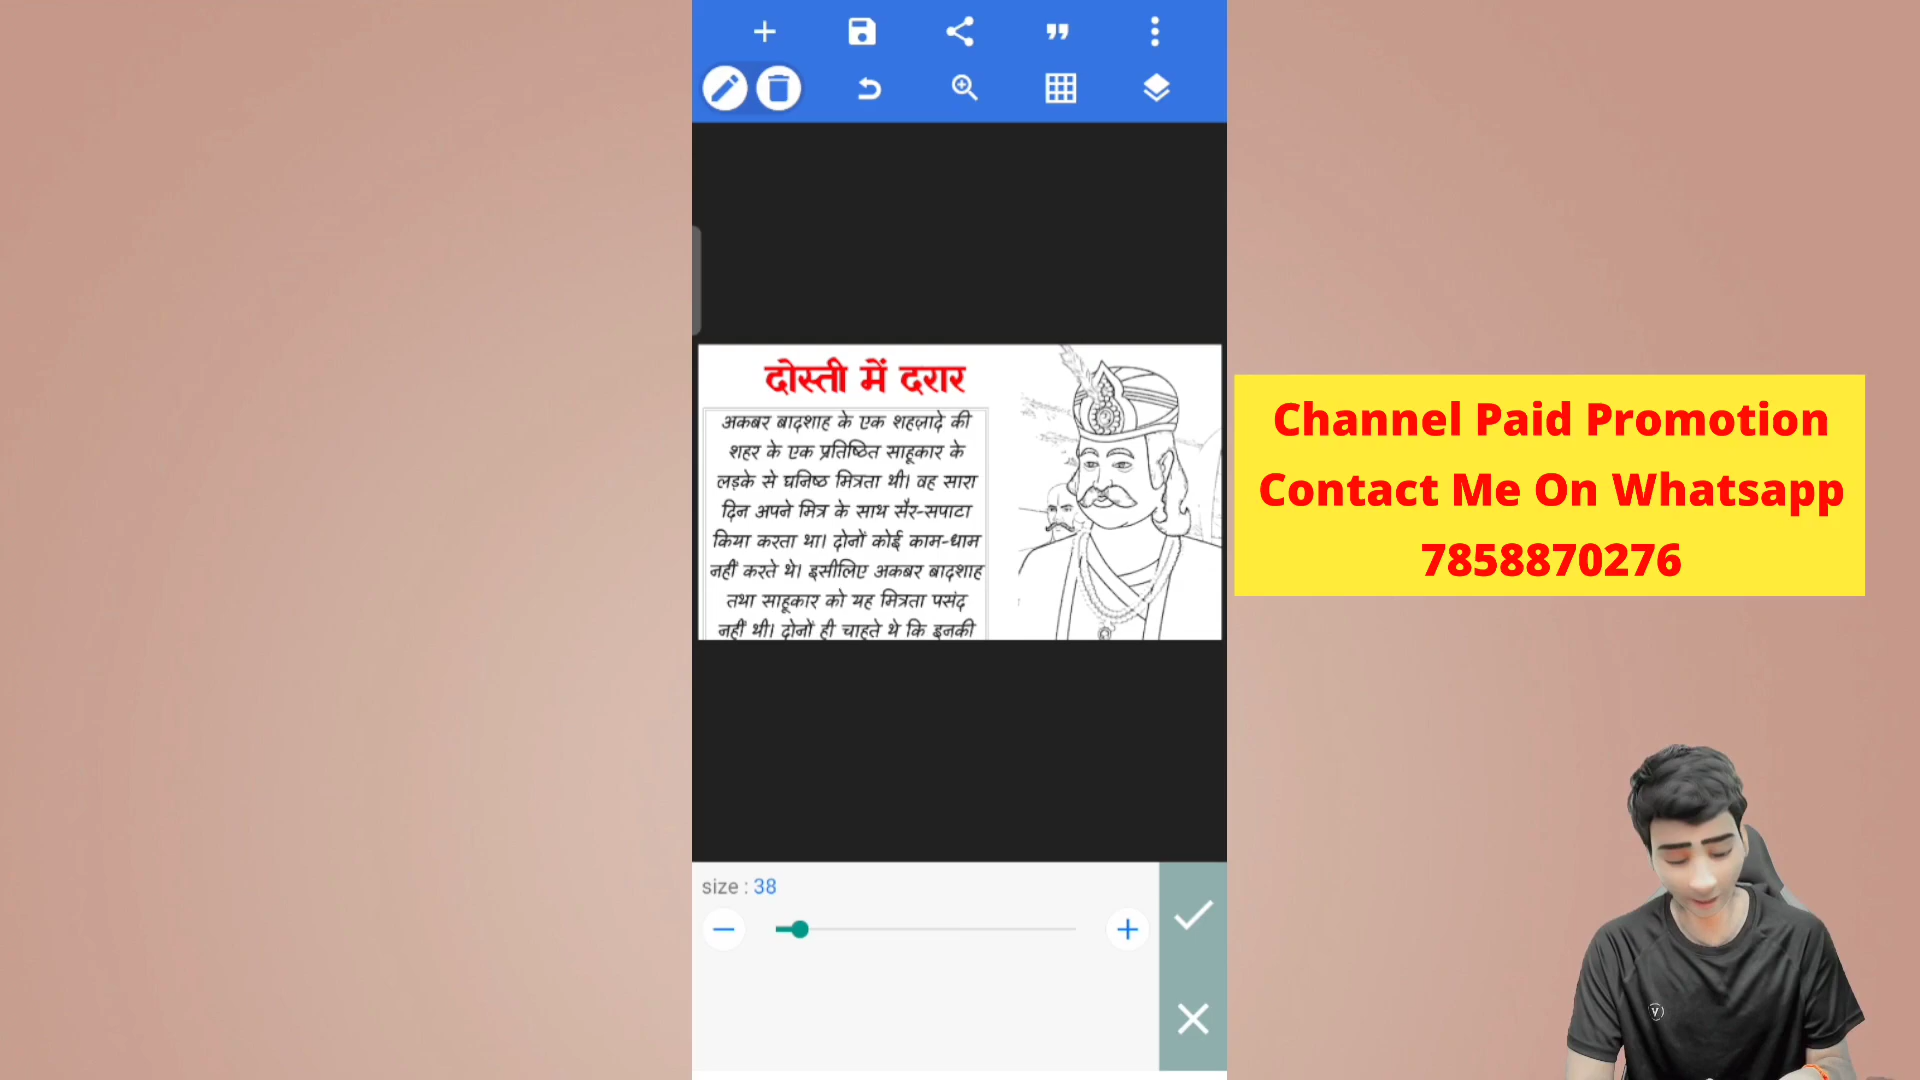 दोस्ती में दरार
अकबर बादशाह के एक शहज़ादे की
शहर के एक प्रतिष्ठित साहूकार के
लड़के से घनिष्ठ मित्रता थी। वह सारा
दिन अपने मित्र के साथ सैर-सपाटा
किया करता था। दोनों कोई काम-धाम
नहीं करते थे। इसीलिए अकबर बादशाह
तथा साहूकार को यह मित्रता पसंद
नहीं थी। दोनों ही चाहते थे कि इनकी
Channel Paid Promotion
Contact Me On Whatsapp
7858870276
size : 38
V